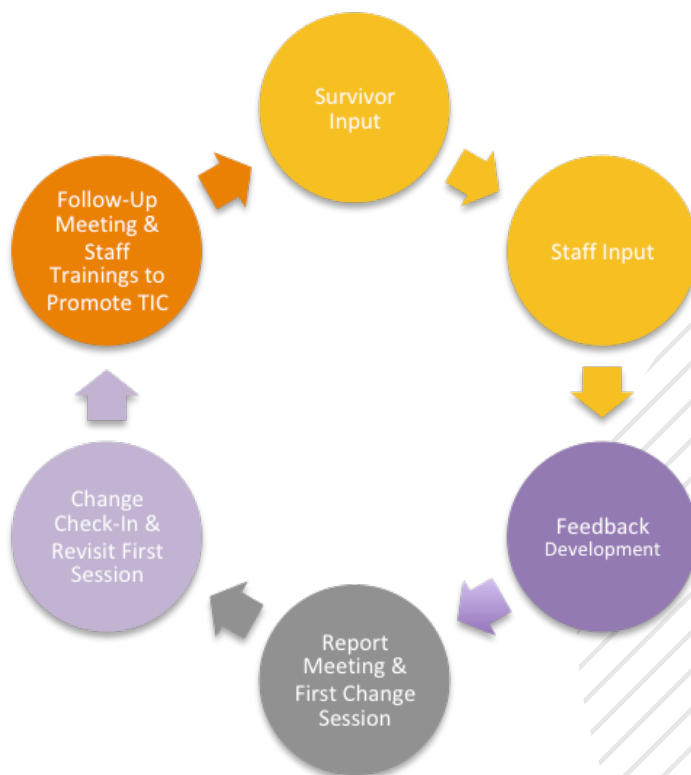 Survivor
Input
Staff Input
Feedback
Development
Report
Meeting &
First Change
Session
Change
Check-In &
Revisit First
Session
Follow-Up
Meeting &
Staff
Trainings to
Promote TIC